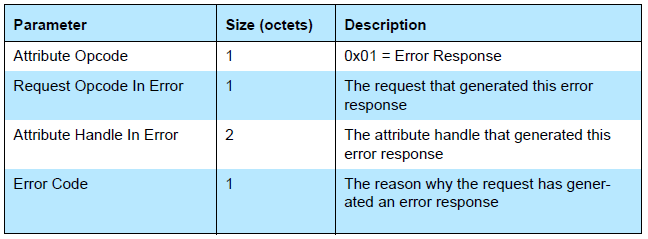 Parameter Size (octets) Description
Attribute Opcode 1 0x01 = Error Response
Request Opcode In Error 1 The request that generated this error
response
Attribute Handle In Error 2 The attribute handle that generated this
error response
Error Code 1 The reason why the request has gener-
ated an error response